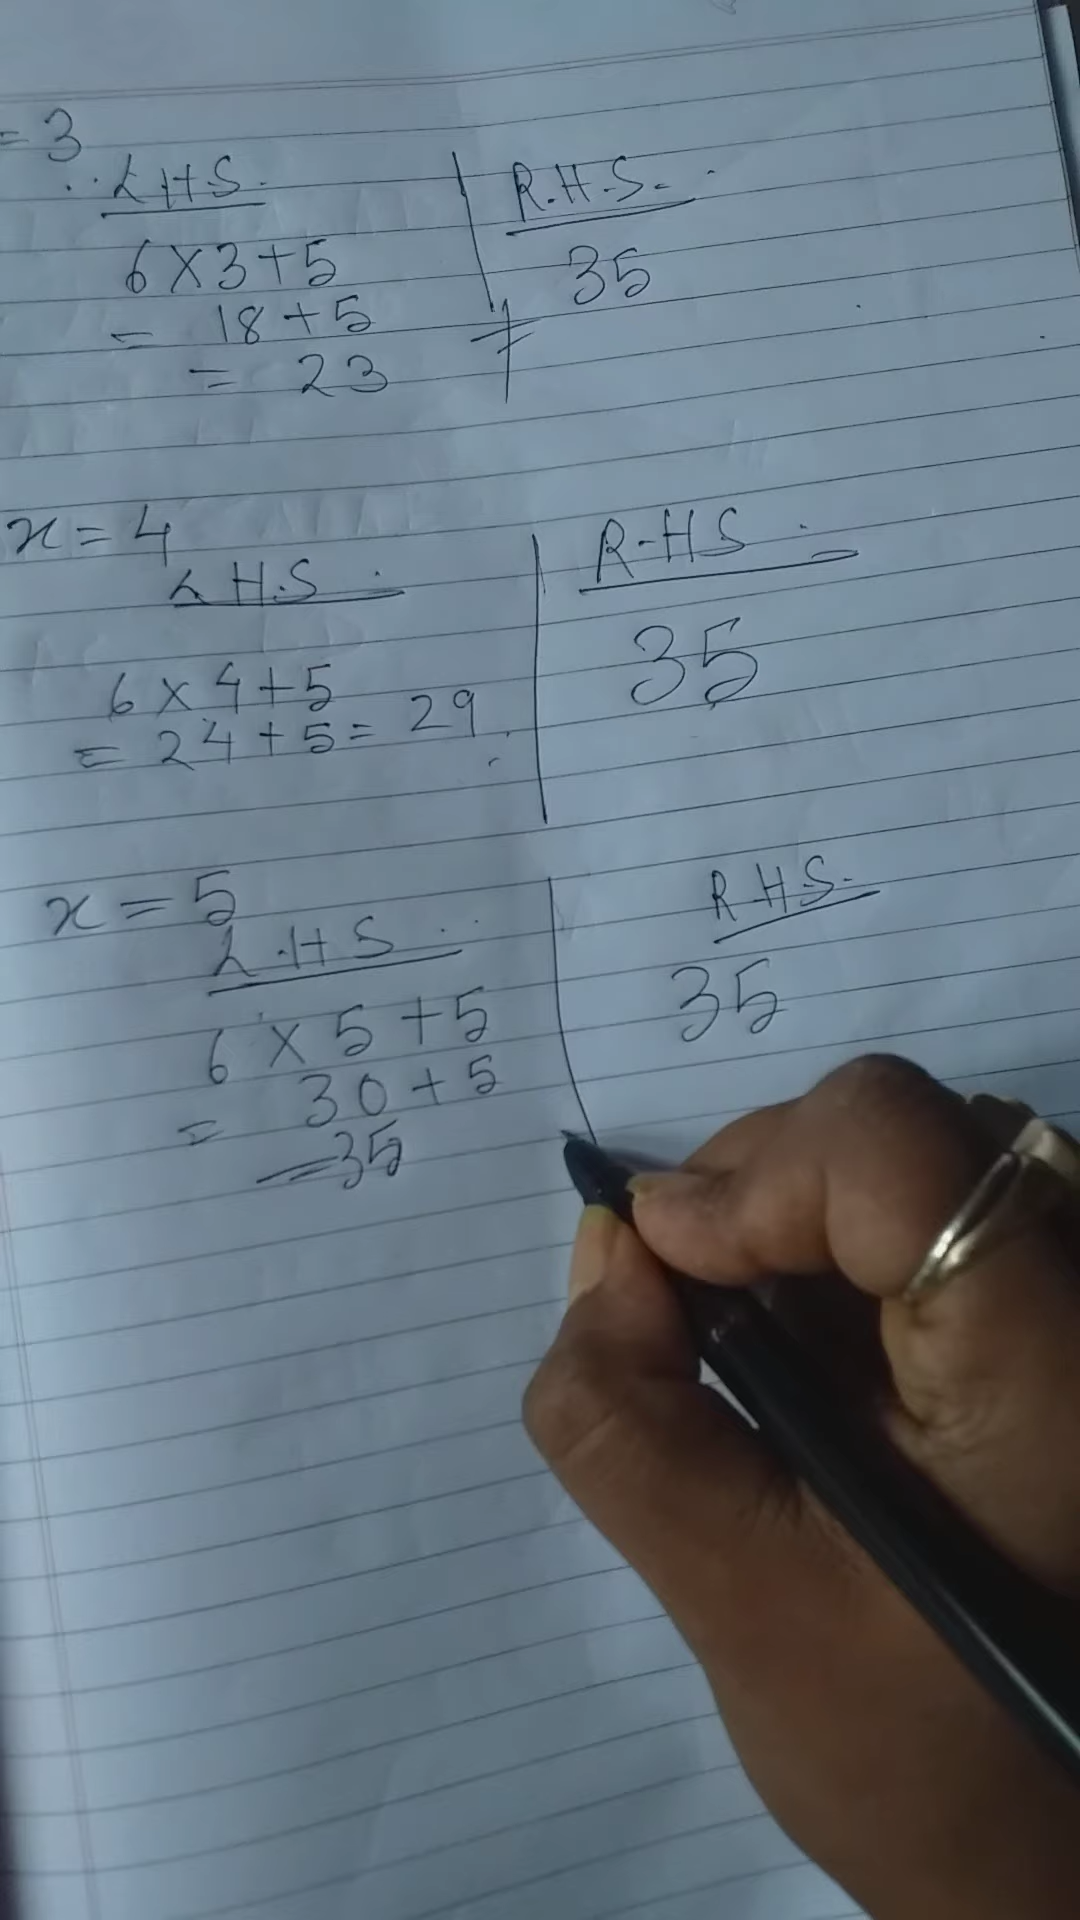 = 3
L.H.S. R.H.S.
6×3+5 35
= 18+5 ≠
= 23
x = 4
L.H.S. R.H.S.
6×4+5 35
= 24+5 = 29
x = 5
L.H.S. R.H.S.
6×5+5 35
= 30+5
= 35